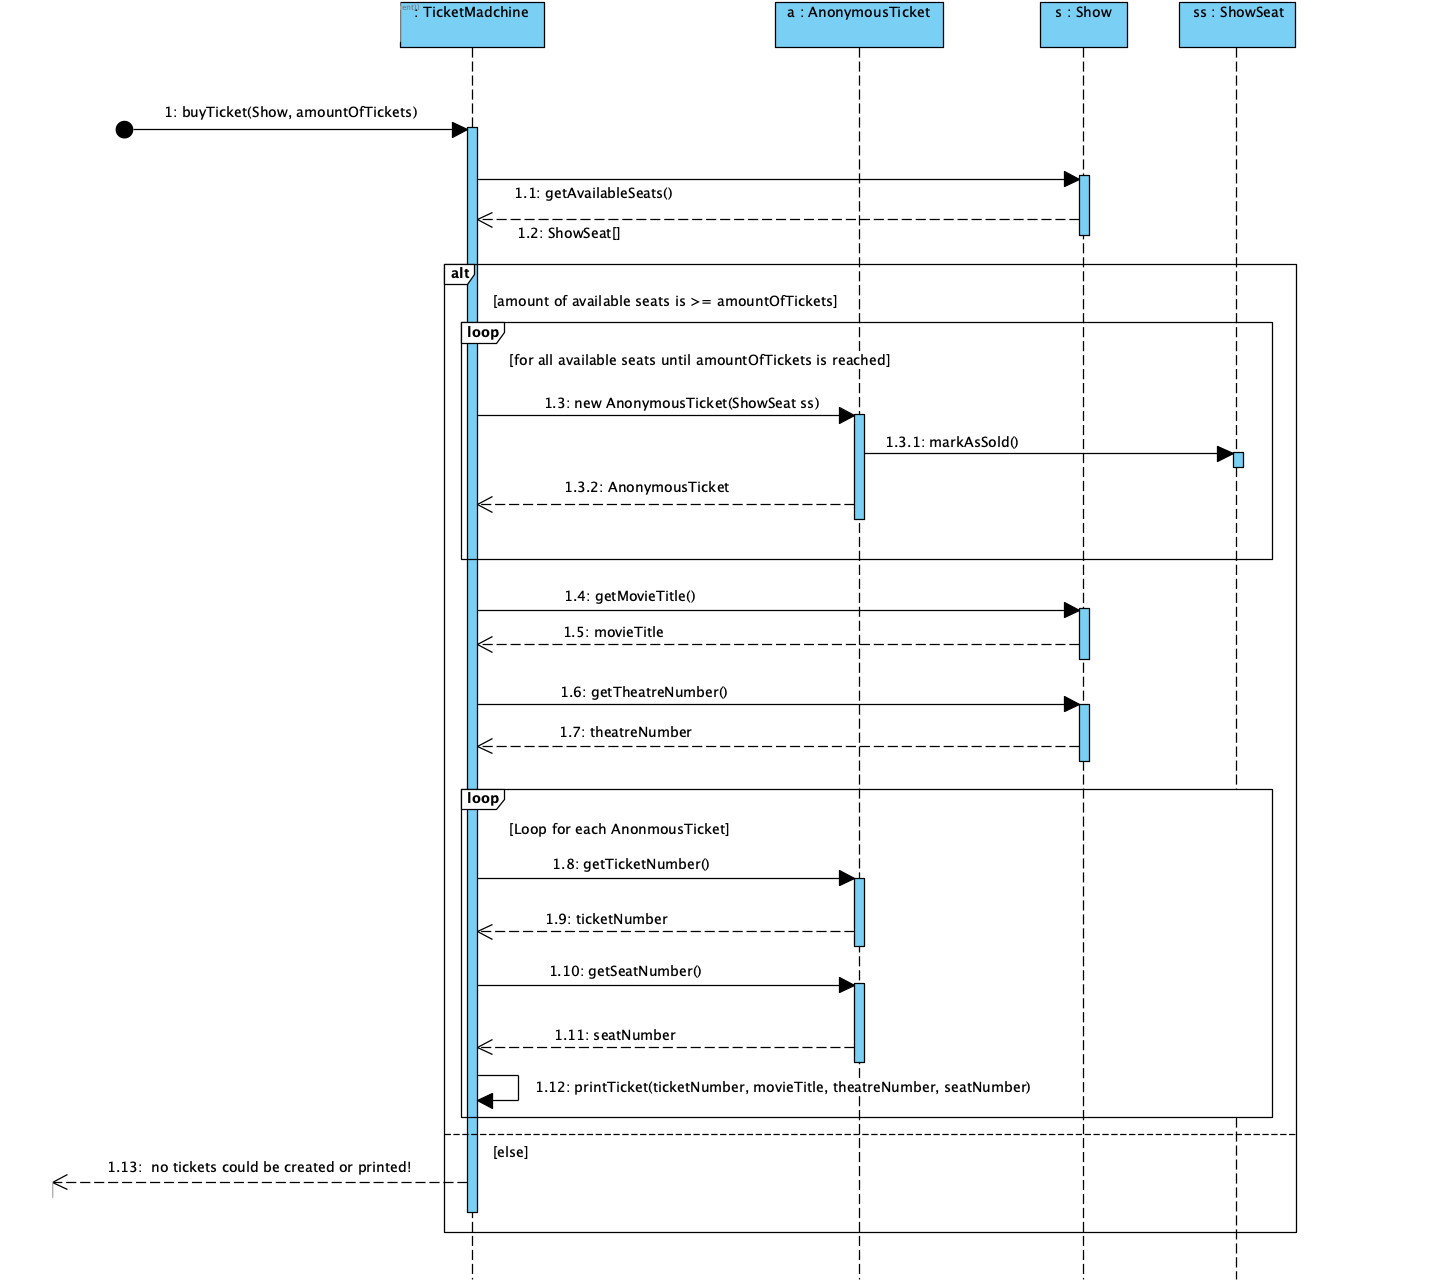 : TicketMadchine
a : AnonymousTicket
s : Show
ss : ShowSeat
1: buyTicket(Show, amountOfTickets)
1.1: getAvailableSeats()
1.2: ShowSeat[]
alt
[amount of available seats is >= amountOfTickets]
loop
[for all available seats until amountOfTickets is reached]
1.3: new AnonymousTicket(ShowSeat ss)
1.3.1: markAsSold()
1.3.2: AnonymousTicket
1.4: getMovieTitle()
1.5: movieTitle
1.6: getTheatreNumber()
1.7: theatreNumber
loop
[Loop for each AnonmousTicket]
1.8: getTicketNumber()
1.9: ticketNumber
1.10: getSeatNumber()
1.11: seatNumber
1.12: printTicket(ticketNumber, movieTitle, theatreNumber, seatNumber)
[else]
1.13:  no tickets could be created or printed!